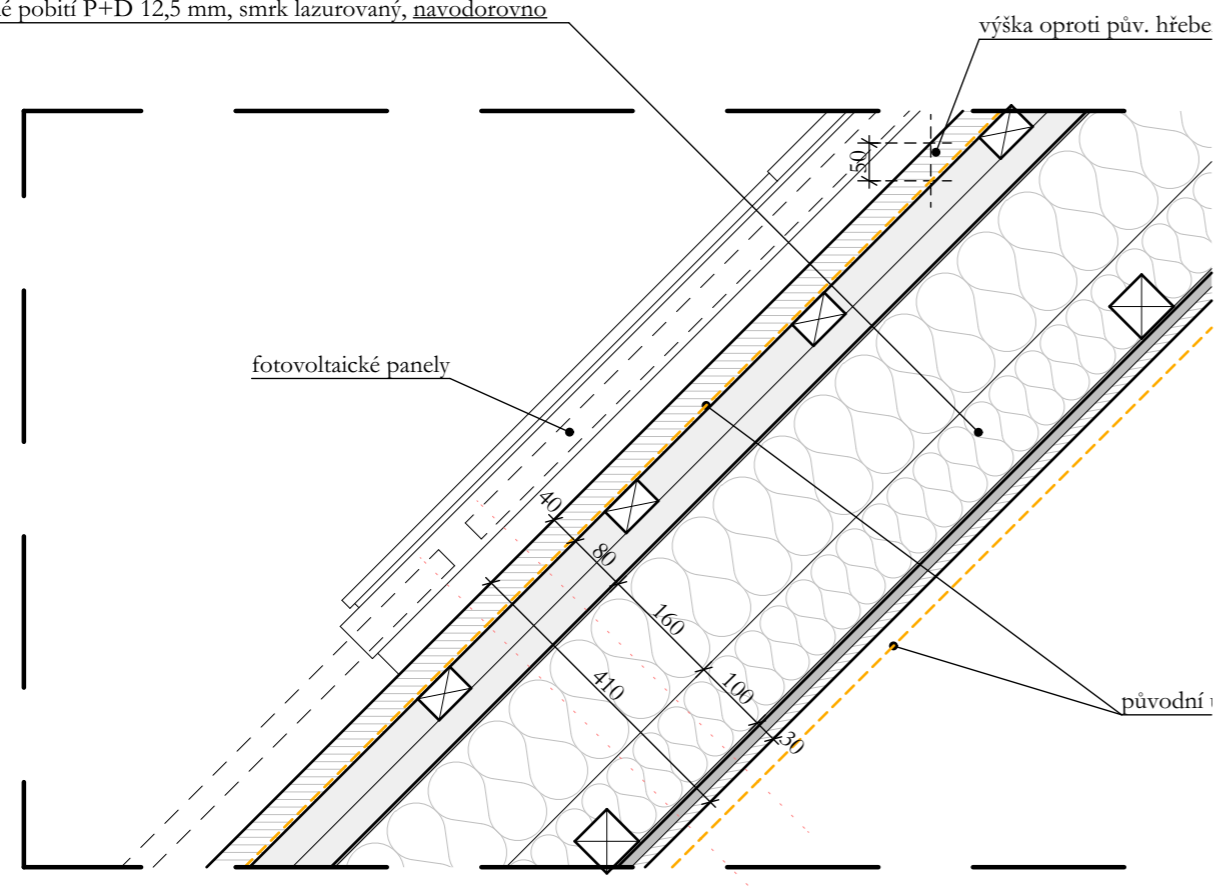 é pobití P+D 12,5 mm, smrk lazurovaný, navodorovno
výška oproti pův. hřebe
50
fotovoltaické panely
40
80
160
410
100
30
původní